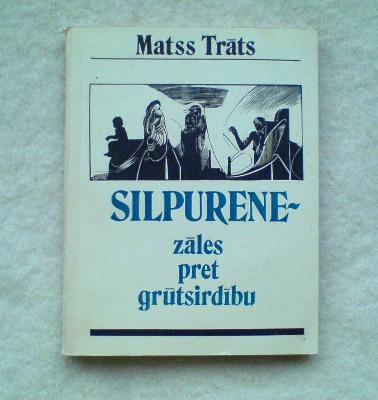 Matss Trāts
SILPURENE-
zāles
pret
grūtsirdību